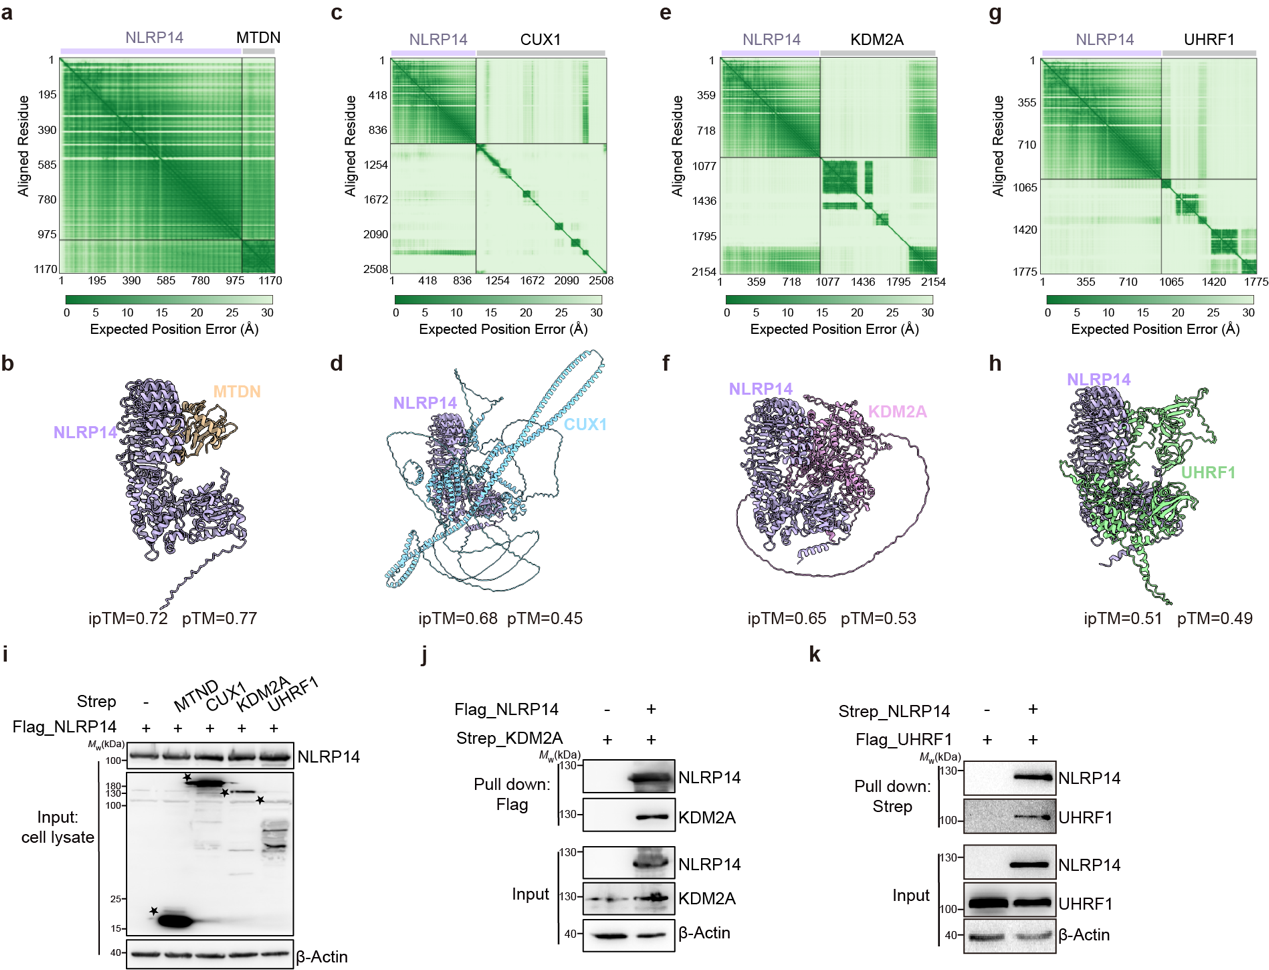 a
NLRP14 MTDN
Aligned Residue
1
195
390
585
780
975
1170
1 195 390 585 780 975 1170
0 5 10 15 20 25 30
Expected Position Error (Å)
c
NLRP14 CUX1
Aligned Residue
1
418
836
1254
1672
2090
2508
1 418 836 1254 1672 2090 2508
0 5 10 15 20 25 30
Expected Position Error (Å)
e
NLRP14 KDM2A
Aligned Residue
1
359
718
1077
1436
1795
2154
1 359 718 1077 1436 1795 2154
0 5 10 15 20 25 30
Expected Position Error (Å)
g
NLRP14 UHRF1
Aligned Residue
1
355
710
1065
1420
1775
1 355 710 1065 1420 1775
0 5 10 15 20 25 30
Expected Position Error (Å)
b
MTDN
NLRP14
ipTM=0.72 pTM=0.77
d
NLRP14
CUX1
ipTM=0.68 pTM=0.45
f
NLRP14
KDM2A
ipTM=0.65 pTM=0.53
h
NLRP14
UHRF1
ipTM=0.51 pTM=0.49
i
Strep - MTND CUX1 KDM2A UHRF1
Flag_NLRP14 + + + + +
Mw(kDa)
100 NLRP14
180
130
100
Input:
cell lysate
25
15
40 β-Actin
j
Flag_NLRP14 - +
Strep_KDM2A + +
Mw(kDa)
130 NLRP14
Pull down:
Flag
130 KDM2A
130 NLRP14
Input
130 KDM2A
40 β-Actin
k
Strep_NLRP14 - +
Flag_UHRF1 + +
Mw(kDa)
130 NLRP14
Pull down:
Strep
100 UHRF1
130 NLRP14
Input
100 UHRF1
40 β-Actin